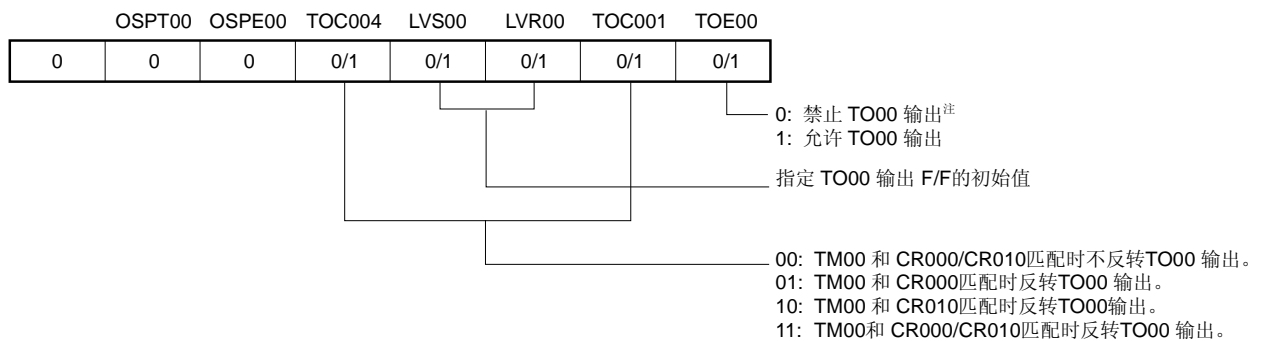 OSPT00 OSPE00 TOC004 LVS00 LVR00 TOC001 TOE00
0 0 0 0/1 0/1 0/1 0/1 0/1
0: 禁止 TO00 输出注
1: 允许 TO00 输出
指定 TO00 输出 F/F的初始值
00: TM00 和 CR000/CR010匹配时不反转TO00 输出。
01: TM00 和 CR000匹配时反转TO00 输出。
10: TM00 和 CR010匹配时反转TO00输出。
11: TM00和 CR000/CR010匹配时反转TO00 输出。